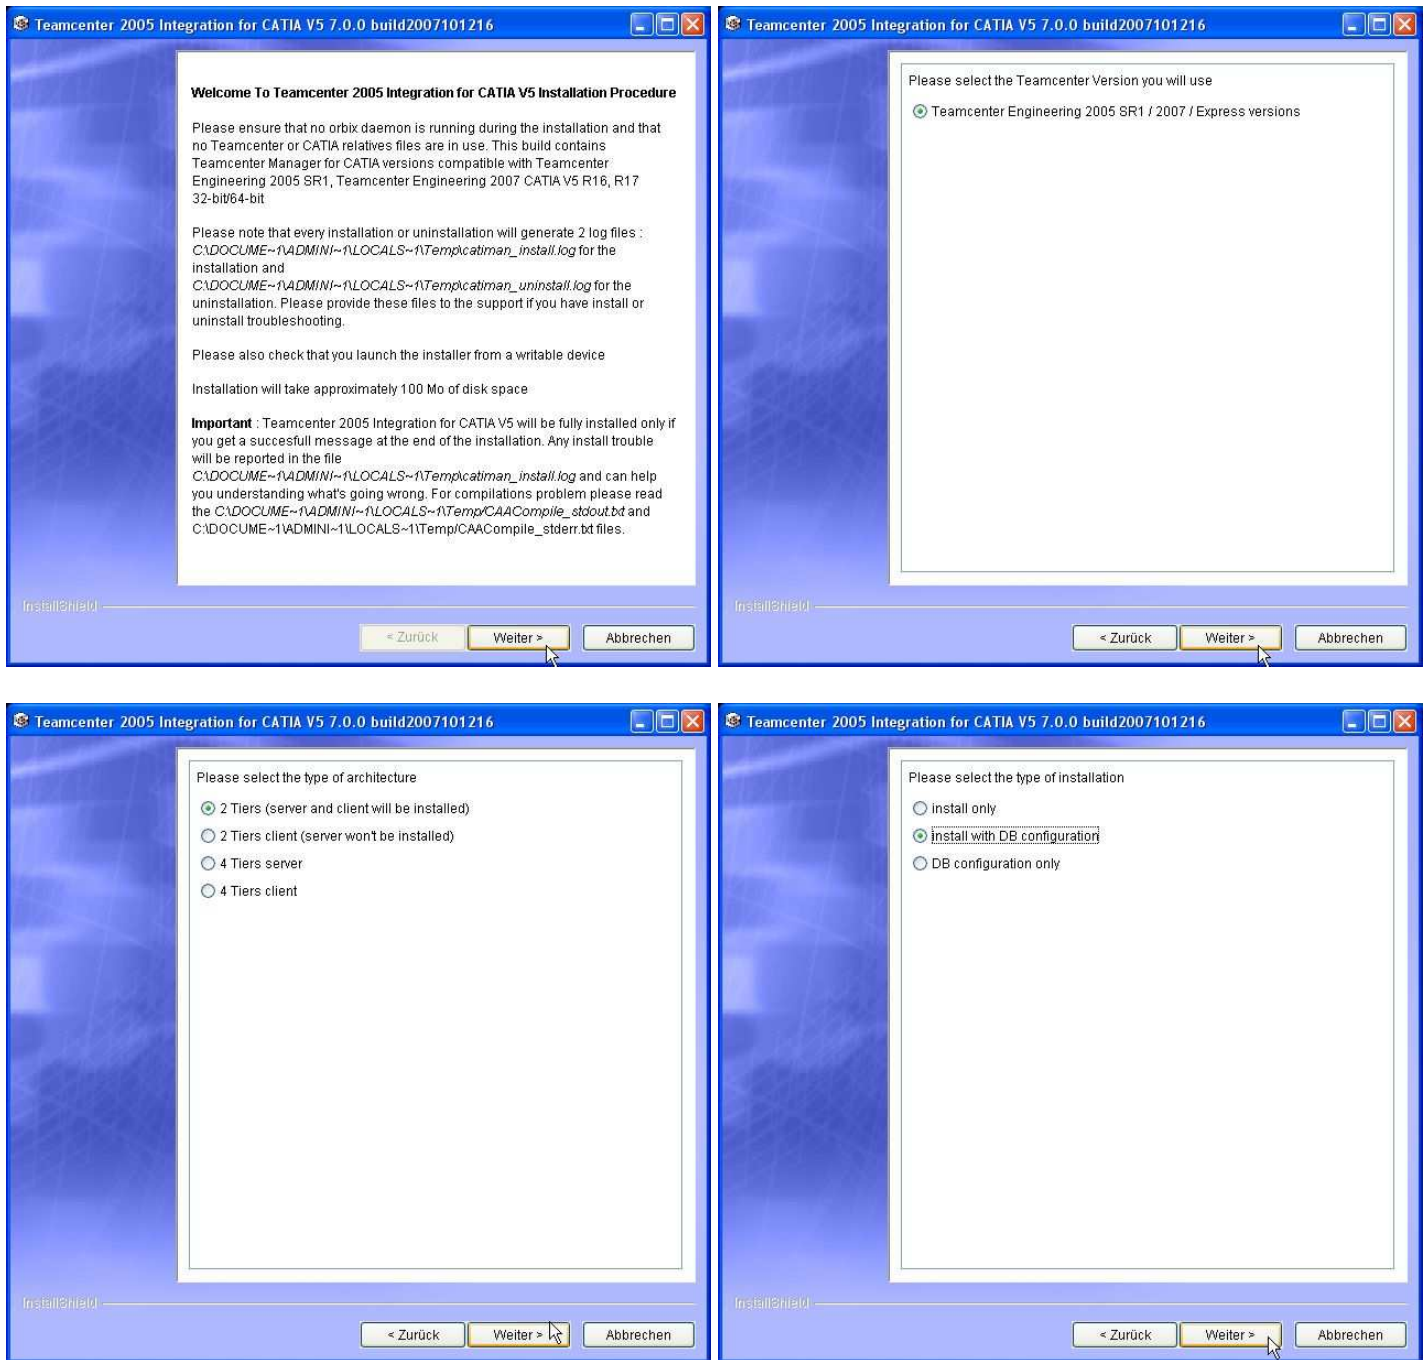 Teamcenter 2005 Integration for CATIA V5 7.0.0 build2007101216
Welcome To Teamcenter 2005 Integration for CATIA V5 Installation Procedure
Please ensure that no orbix daemon is running during the installation and that
no Teamcenter or CATIA relatives files are in use. This build contains
Teamcenter Manager for CATIA versions compatible with Teamcenter
Engineering 2005 SR1, Teamcenter Engineering 2007 CATIA V5 R16, R17
32-bit/64-bit
Please note that every installation or uninstallation will generate 2 log files :
C:\DOCUME~1\ADMINI~1\LOCALS~1\Temp\catiman_install.log for the
installation and
C:\DOCUME~1\ADMINI~1\LOCALS~1\Temp\catiman_uninstall.log for the
uninstallation. Please provide these files to the support if you have install or
uninstall troubleshooting.
Please also check that you launch the installer from a writable device
Installation will take approximately 100 Mo of disk space
Important : Teamcenter 2005 Integration for CATIA V5 will be fully installed only if
you get a succesfull message at the end of the installation. Any install trouble
will be reported in the file
C:\DOCUME~1\ADMINI~1\LOCALS~1\Temp\catiman_install.log and can help
you understanding what's going wrong. For compilations problem please read
the C:\DOCUME~1\ADMINI~1\LOCALS~1\Temp/CAACompile_stdout.txt and
C:\DOCUME~1\ADMINI~1\LOCALS~1\Temp/CAACompile_stderr.txt files.
InstallShield
< Zurück Weiter > Abbrechen
Teamcenter 2005 Integration for CATIA V5 7.0.0 build2007101216
Please select the Teamcenter Version you will use
Teamcenter Engineering 2005 SR1 / 2007 / Express versions
InstallShield
< Zurück Weiter > Abbrechen
Teamcenter 2005 Integration for CATIA V5 7.0.0 build2007101216
Please select the type of architecture
2 Tiers (server and client will be installed)
2 Tiers client (server won't be installed)
4 Tiers server
4 Tiers client
InstallShield
< Zurück Weiter > Abbrechen
Teamcenter 2005 Integration for CATIA V5 7.0.0 build2007101216
Please select the type of installation
install only
install with DB configuration
DB configuration only
InstallShield
< Zurück Weiter > Abbrechen